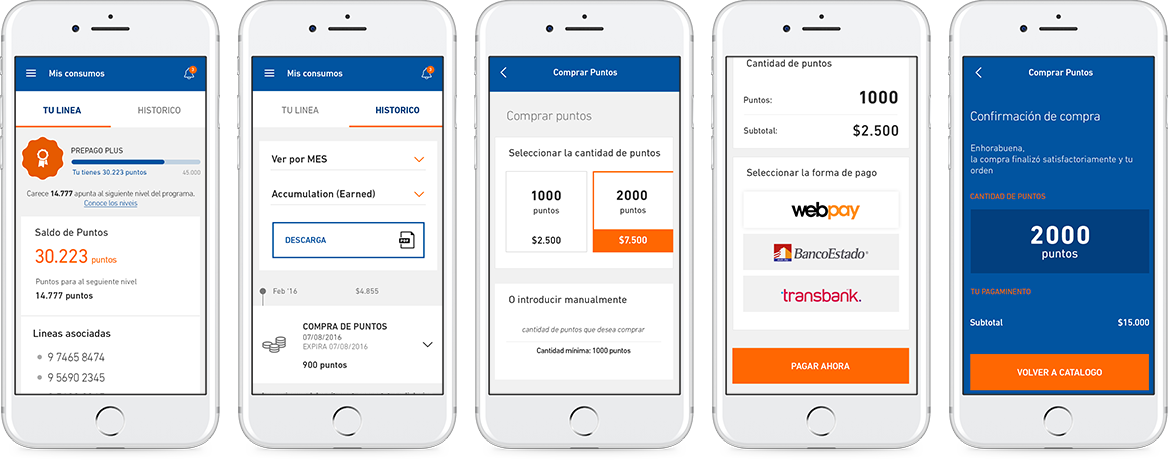 Mis consumos
TU LINEA HISTORICO
PREPAGO PLUS
Tu tienes 30.223 puntos 45.000
Carece 14.777 apunta al siguiente nivel del programa.
Conoce los niveis
Saldo de Puntos
30.223 puntos
Puntos para al seguiente nivel
14.777 puntos
Lineas asociadas
9 7465 8474
9 5690 2345
Mis consumos
TU LINEA HISTORICO
Ver por MES
Accumulation (Earned)
DESCARGA PDF
Feb '16 $4.855
COMPRA DE PUNTOS
07/08/2016
EXPIRA 07/08/2016
900 puntos
Comprar Puntos
Comprar puntos
Seleccionar la cantidad de puntos
1000 2000
puntos puntos
$2.500 $7.500
O introducir manualmente
cantidad de puntos que desea comprar
Cantidad mínima: 1000 puntos
Cantidad de puntos
Puntos: 1000
Subtotal: $2.500
Seleccionar la forma de pago
webpay
BancoEstado
transbank.
PAGAR AHORA
Comprar Puntos
Confirmación de compra
Enhorabuena,
la compra finalizó satisfactoriamente y tu
orden
CANTIDAD DE PUNTOS
2000
puntos
TU PAGAMINENTO
Subtotal $15.000
VOLVER A CATALOGO